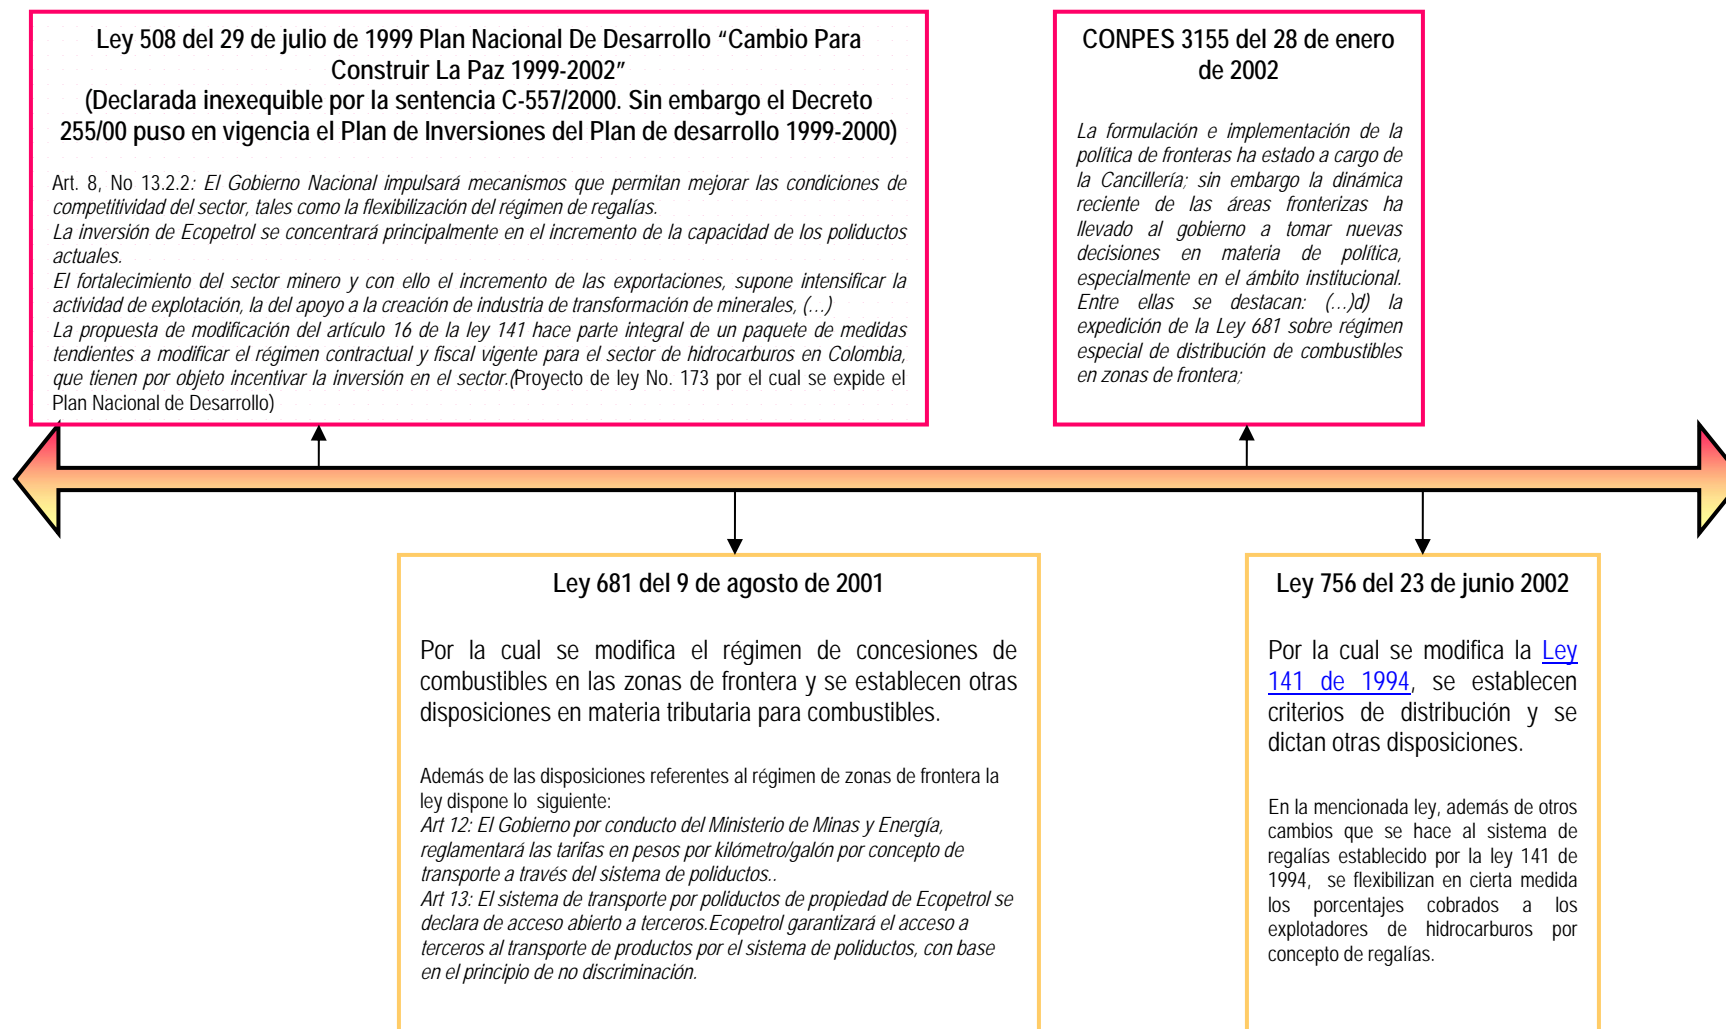 Ley 508 del 29 de julio de 1999 Plan Nacional De Desarrollo “Cambio Para
Construir La Paz 1999-2002”
(Declarada inexequible por la sentencia C-557/2000. Sin embargo el Decreto
255/00 puso en vigencia el Plan de Inversiones del Plan de desarrollo 1999-2000)
Art. 8, No 13.2.2: El Gobierno Nacional impulsará mecanismos que permitan mejorar las condiciones de
competitividad del sector, tales como la flexibilización del régimen de regalías.
La inversión de Ecopetrol se concentrará principalmente en el incremento de la capacidad de los poliductos
actuales.
El fortalecimiento del sector minero y con ello el incremento de las exportaciones, supone intensificar la
actividad de explotación, la del apoyo a la creación de industria de transformación de minerales, (…)
La propuesta de modificación del artículo 16 de la ley 141 hace parte integral de un paquete de medidas
tendientes a modificar el régimen contractual y fiscal vigente para el sector de hidrocarburos en Colombia,
que tienen por objeto incentivar la inversión en el sector.(Proyecto de ley No. 173 por el cual se expide el
Plan Nacional de Desarrollo)
CONPES 3155 del 28 de enero
de 2002
La formulación e implementación de la
política de fronteras ha estado a cargo de
la Cancillería; sin embargo la dinámica
reciente de las áreas fronterizas ha
llevado al gobierno a tomar nuevas
decisiones en materia de política,
especialmente en el ámbito institucional.
Entre ellas se destacan: (…)d) la
expedición de la Ley 681 sobre régimen
especial de distribución de combustibles
en zonas de frontera;
Ley 681 del 9 de agosto de 2001
Por la cual se modifica el régimen de concesiones de
combustibles en las zonas de frontera y se establecen otras
disposiciones en materia tributaria para combustibles.
Además de las disposiciones referentes al régimen de zonas de frontera la
ley dispone lo siguiente:
Art 12: El Gobierno por conducto del Ministerio de Minas y Energía,
reglamentará las tarifas en pesos por kilómetro/galón por concepto de
transporte a través del sistema de poliductos..
Art 13: El sistema de transporte por poliductos de propiedad de Ecopetrol se
declara de acceso abierto a terceros.Ecopetrol garantizará el acceso a
terceros al transporte de productos por el sistema de poliductos, con base
en el principio de no discriminación.
Ley 756 del 23 de junio 2002
Por la cual se modifica la Ley
141 de 1994, se establecen
criterios de distribución y se
dictan otras disposiciones.
En la mencionada ley, además de otros
cambios que se hace al sistema de
regalías establecido por la ley 141 de
1994, se flexibilizan en cierta medida
los porcentajes cobrados a los
explotadores de hidrocarburos por
concepto de regalías.